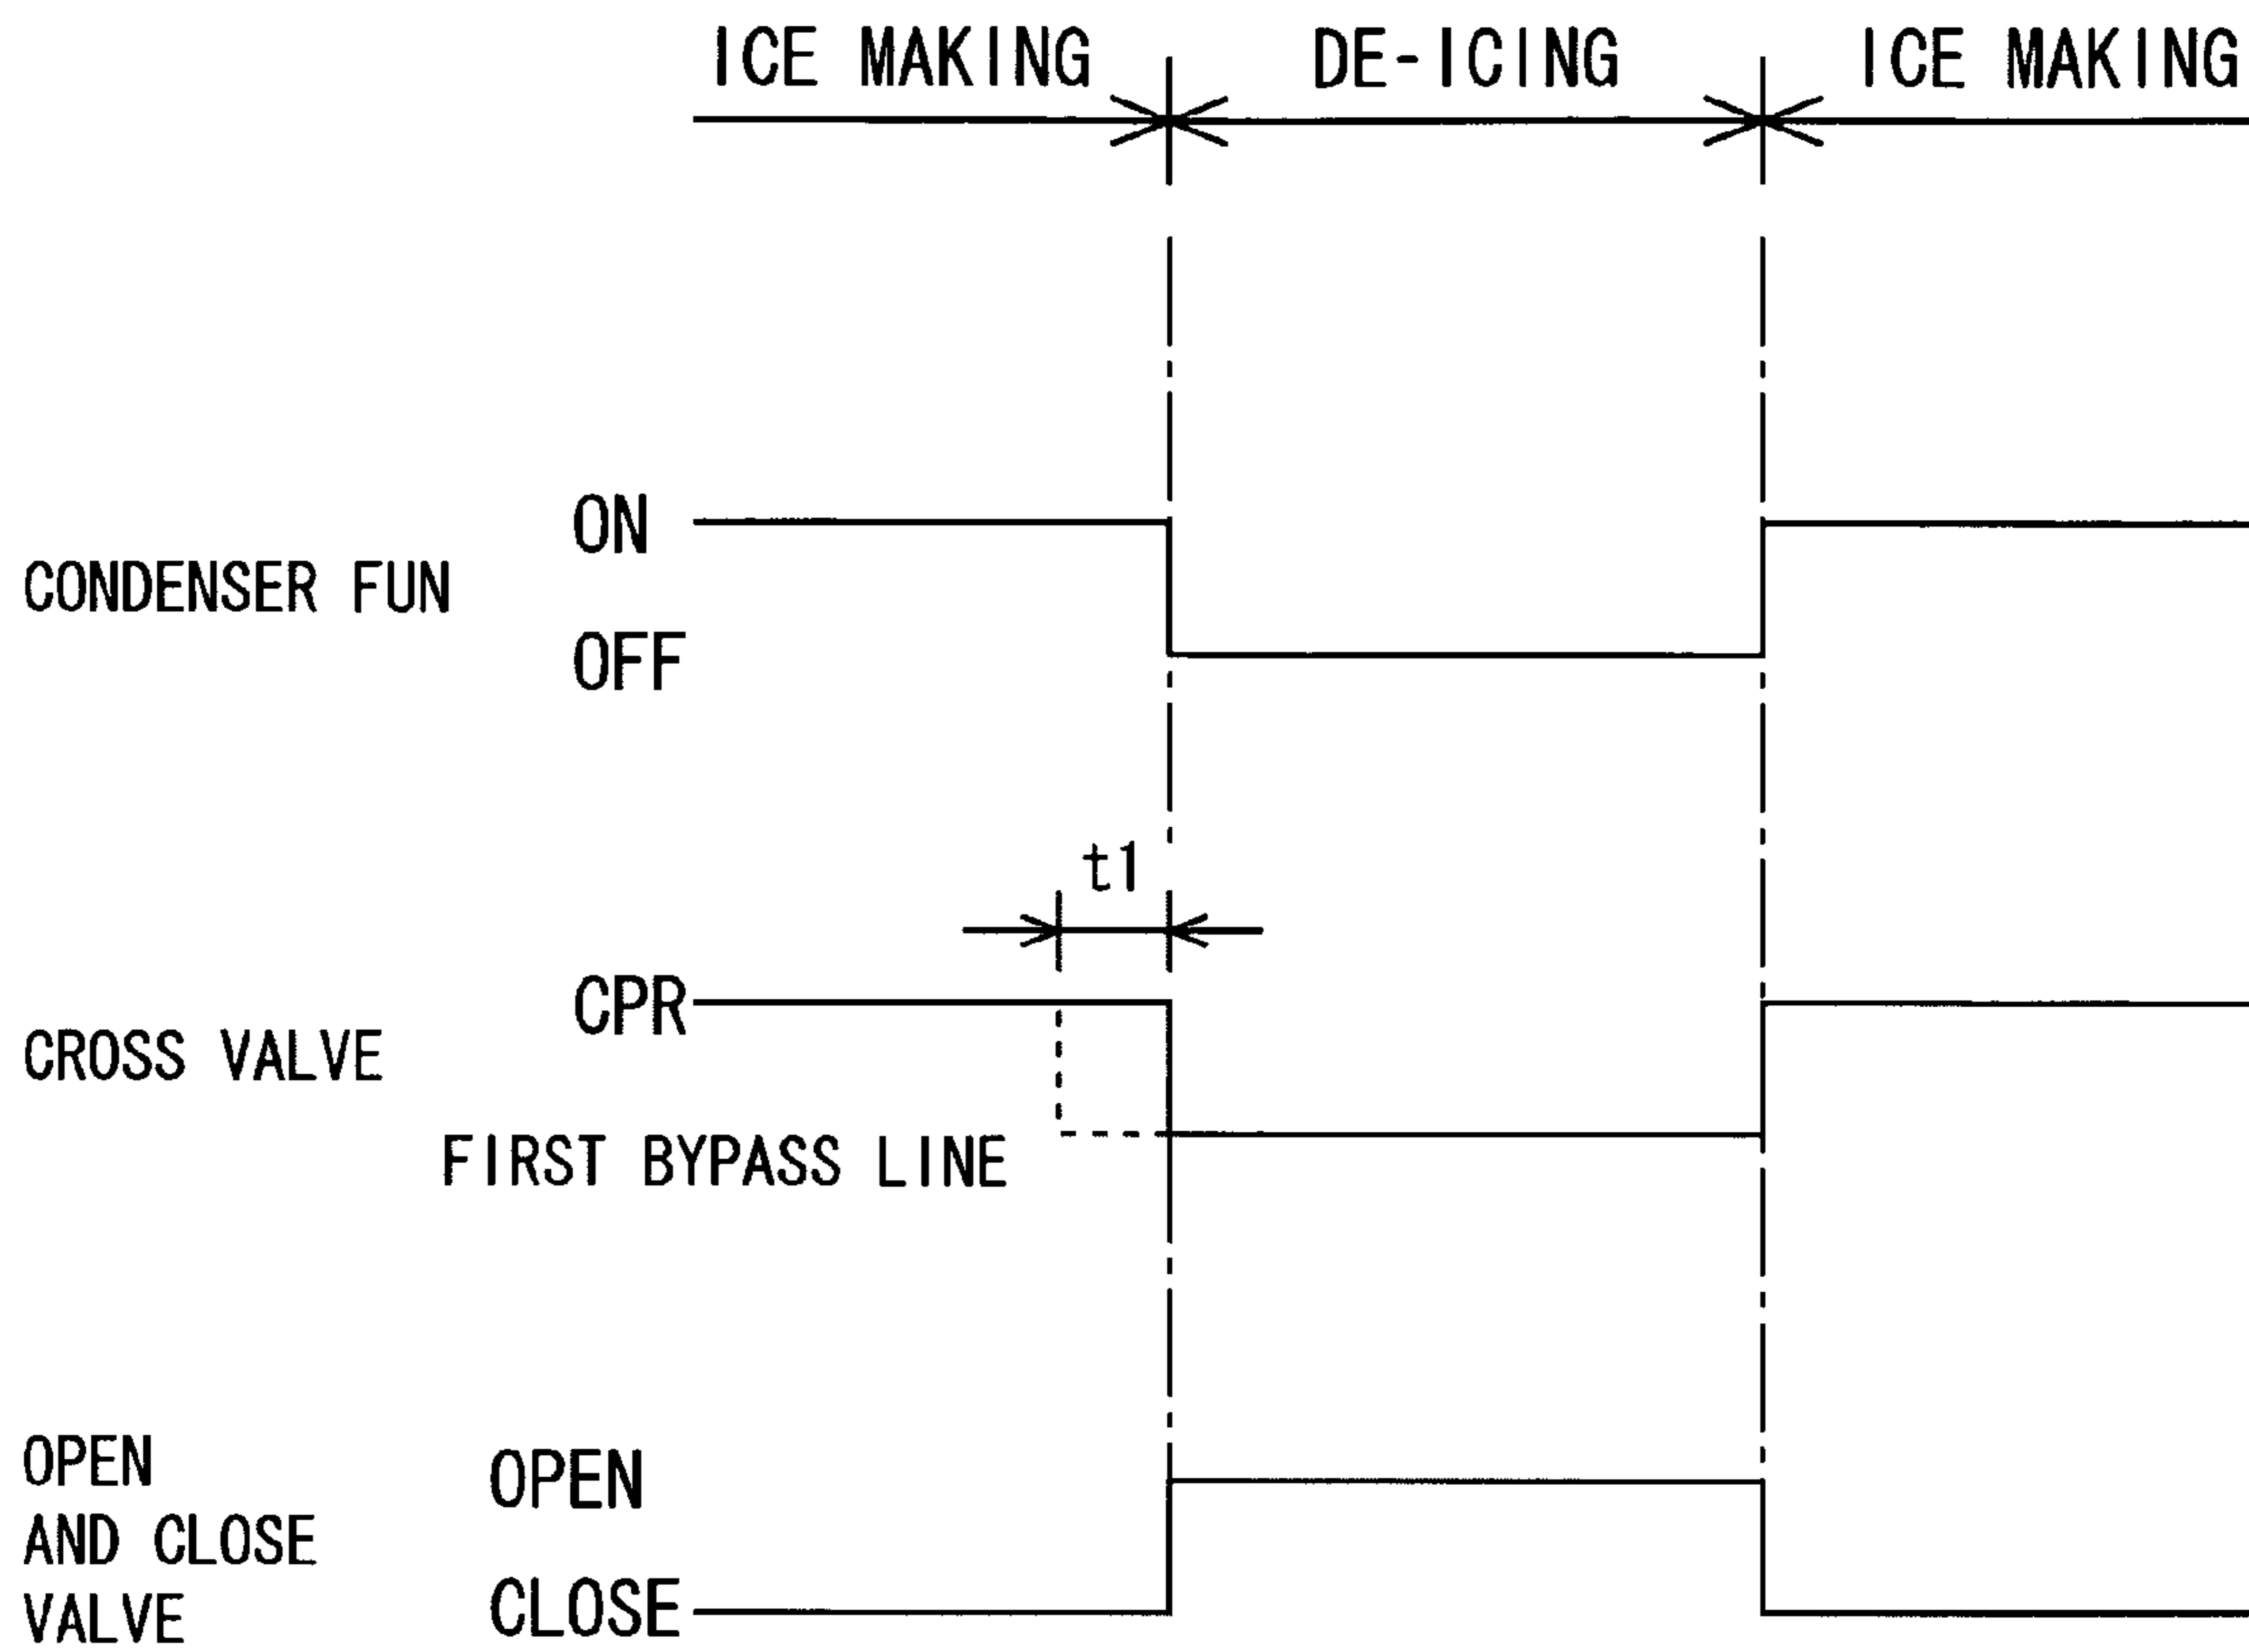 ICE MAKING DE-ICING ICE MAKING
ON
CONDENSER FUN
OFF
t1
CPR
CROSS VALVE
FIRST BYPASS LINE
OPEN
AND CLOSE
VALVE
OPEN
CLOSE